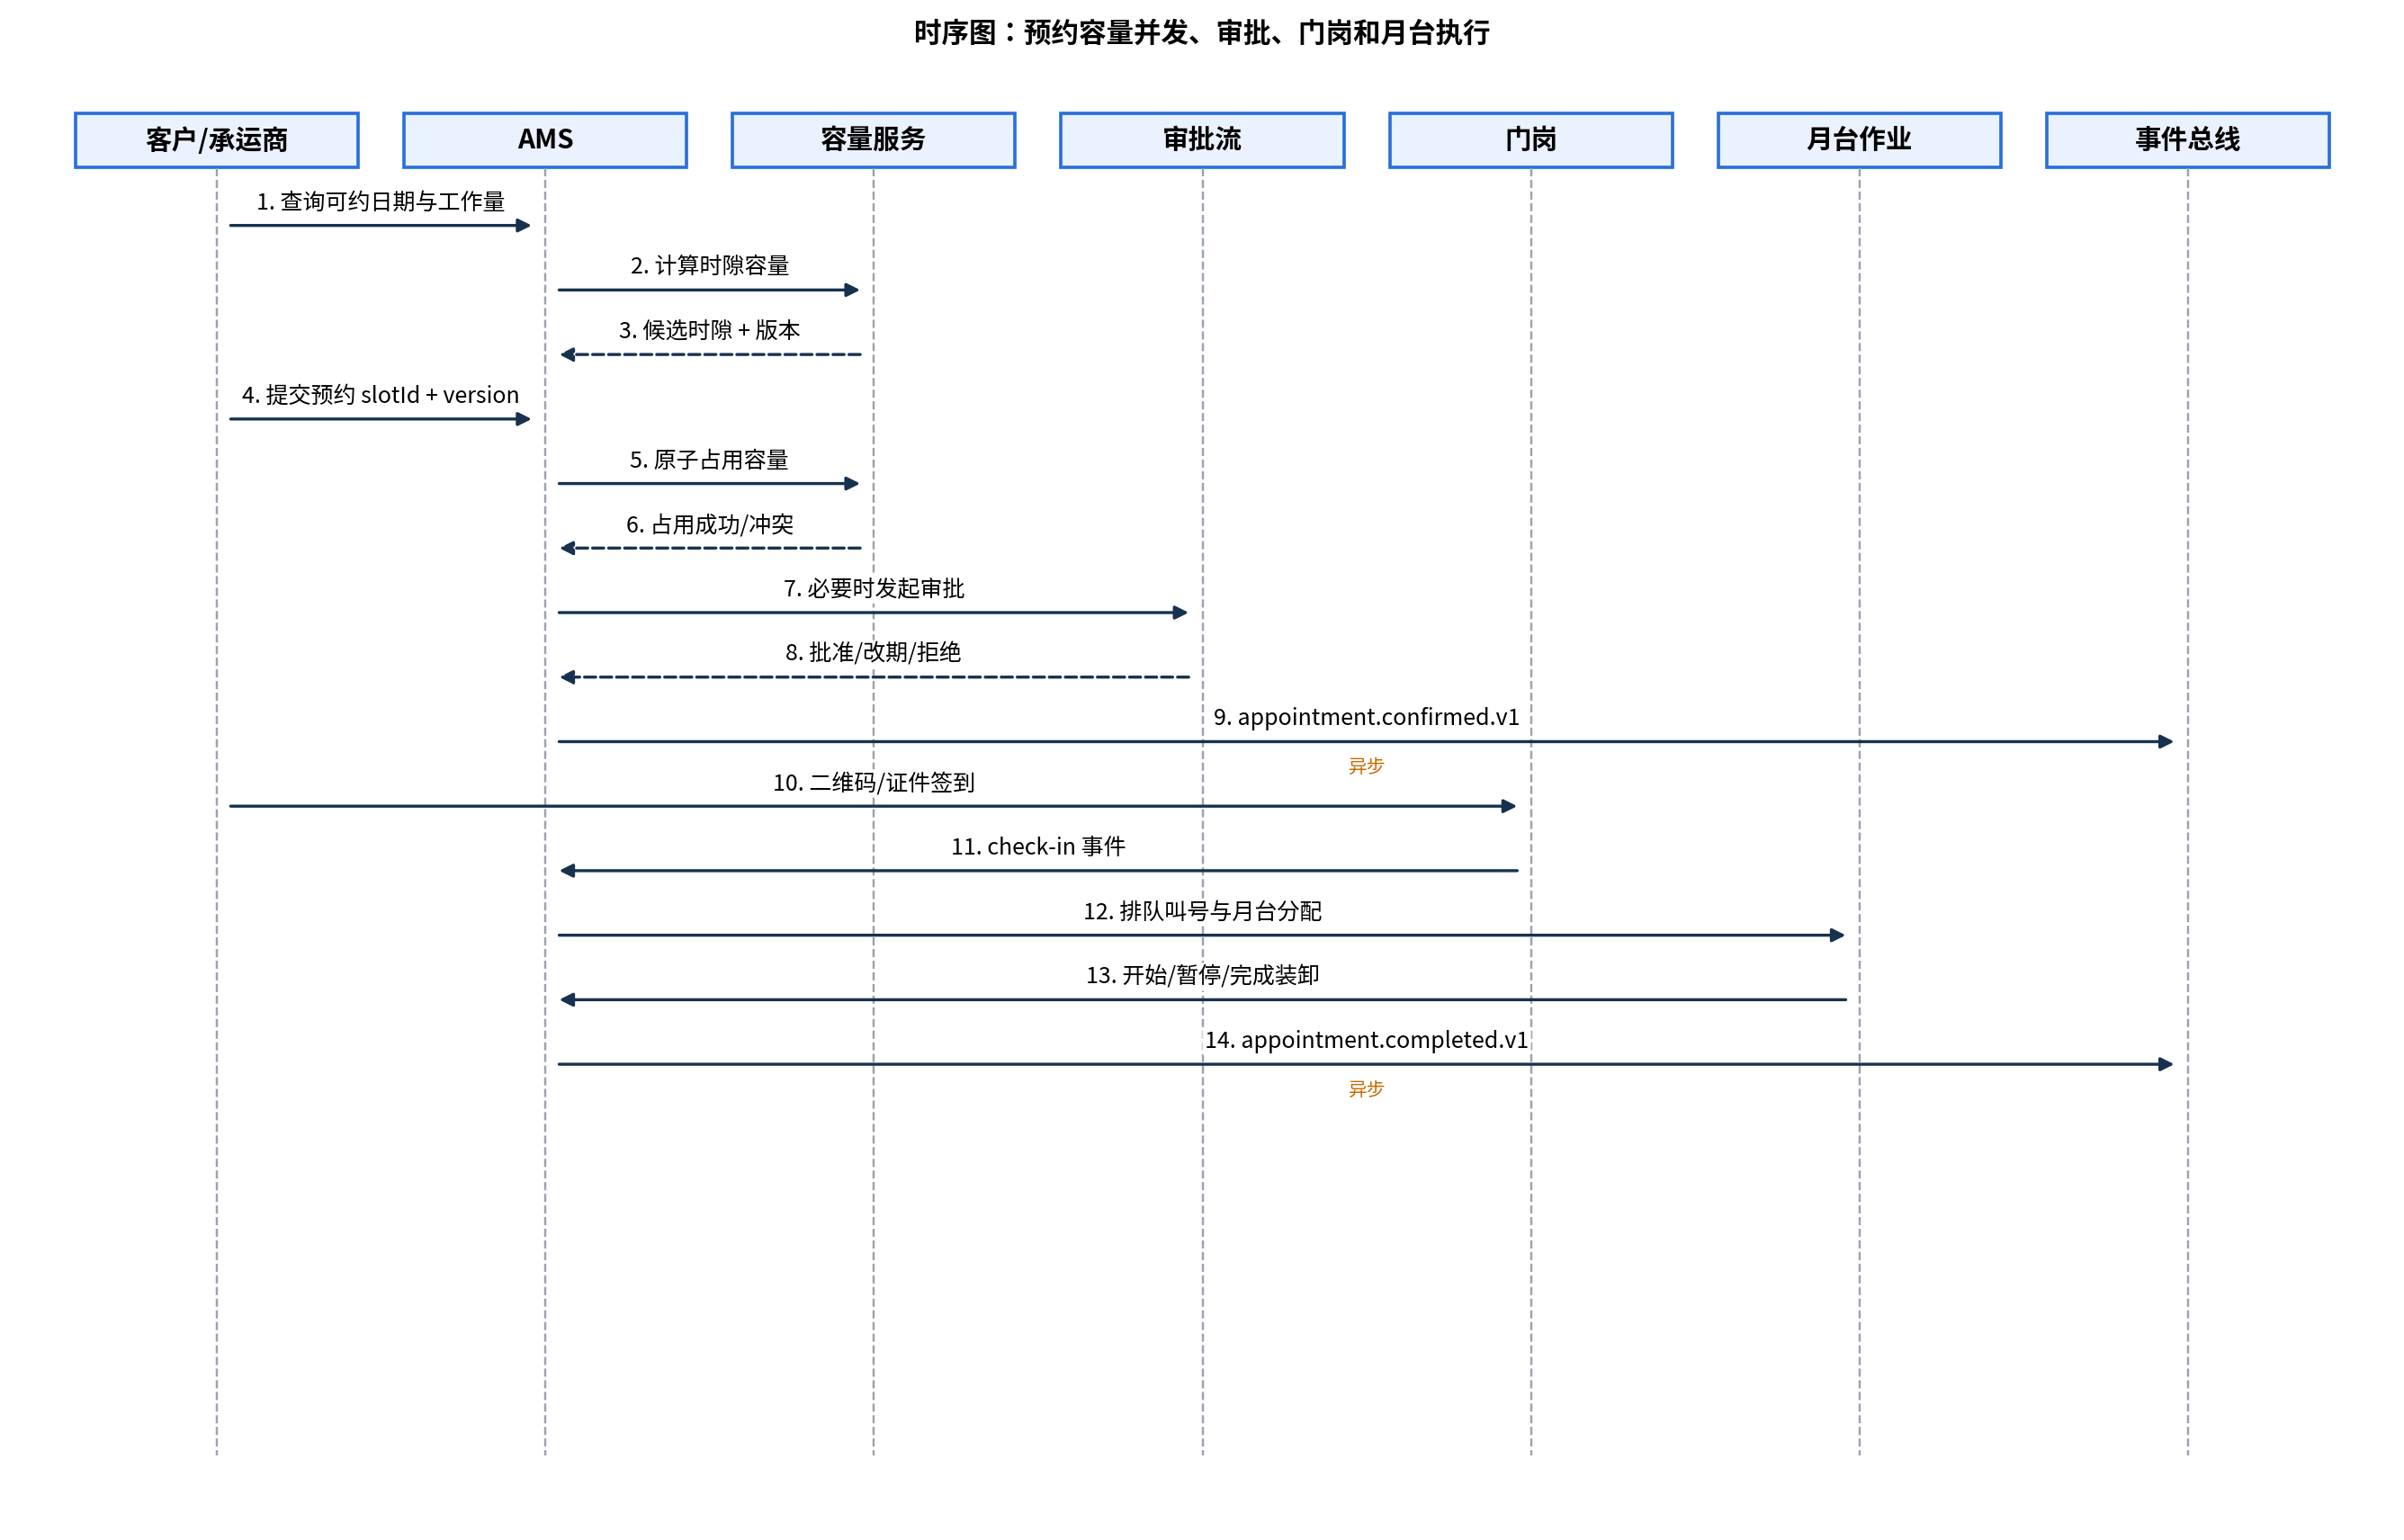 时序图：预约容量并发、审批、门岗和月台执行
客户/承运商
AMS
容量服务
审批流
门岗
月台作业
事件总线
1. 查询可约日期与工作量
2. 计算时隙容量
3. 候选时隙 + 版本
4. 提交预约 slotId + version
5. 原子占用容量
6. 占用成功/冲突
7. 必要时发起审批
8. 批准/改期/拒绝
9. appointment.confirmed.v1
异步
10. 二维码/证件签到
11. check-in 事件
12. 排队叫号与月台分配
13. 开始/暂停/完成装卸
14. appointment.completed.v1
异步